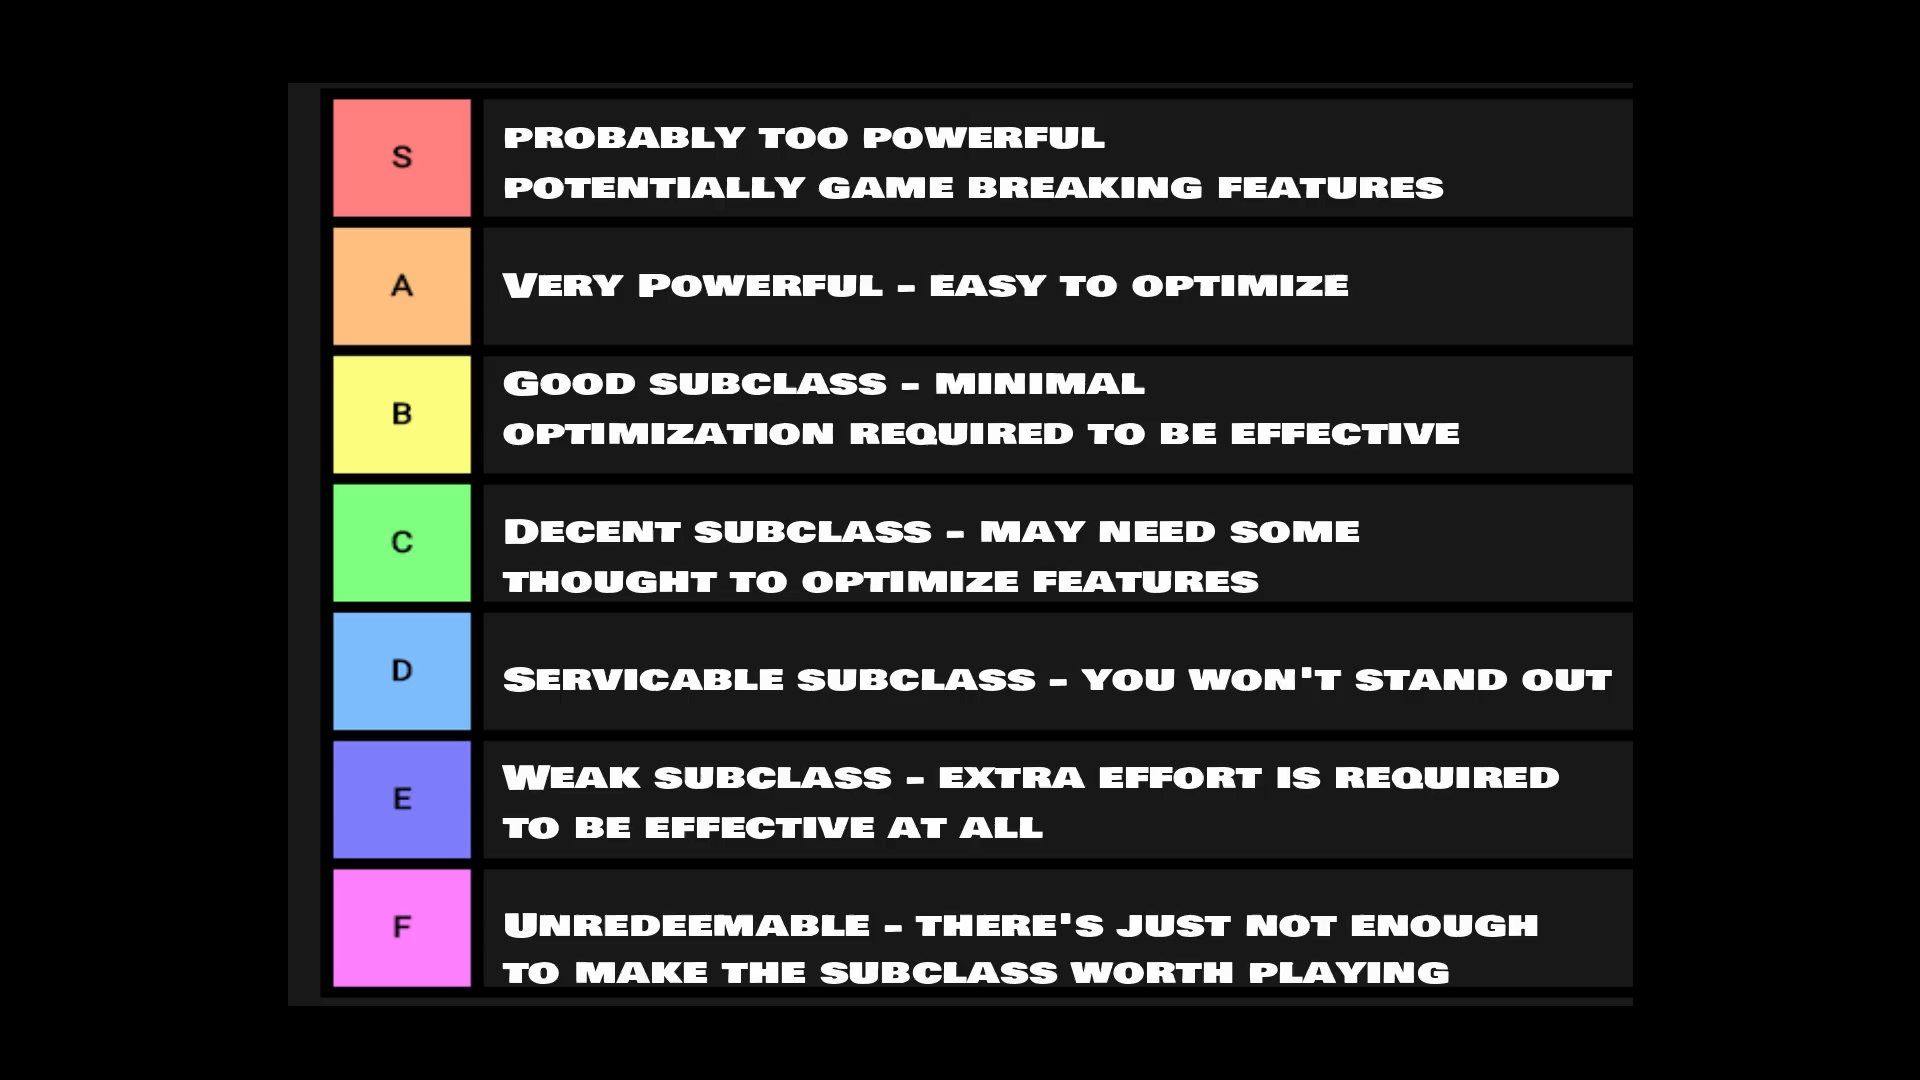 S
PROBABLY TOO POWERFUL
POTENTIALLY GAME BREAKING FEATURES
A
VERY POWERFUL - EASY TO OPTIMIZE
B
GOOD SUBCLASS - MINIMAL
OPTIMIZATION REQUIRED TO BE EFFECTIVE
C
DECENT SUBCLASS - MAY NEED SOME
THOUGHT TO OPTIMIZE FEATURES
D
SERVICABLE SUBCLASS - YOU WON'T STAND OUT
E
WEAK SUBCLASS - EXTRA EFFORT IS REQUIRED
TO BE EFFECTIVE AT ALL
F
UNREDEEMABLE - THERE'S JUST NOT ENOUGH
TO MAKE THE SUBCLASS WORTH PLAYING